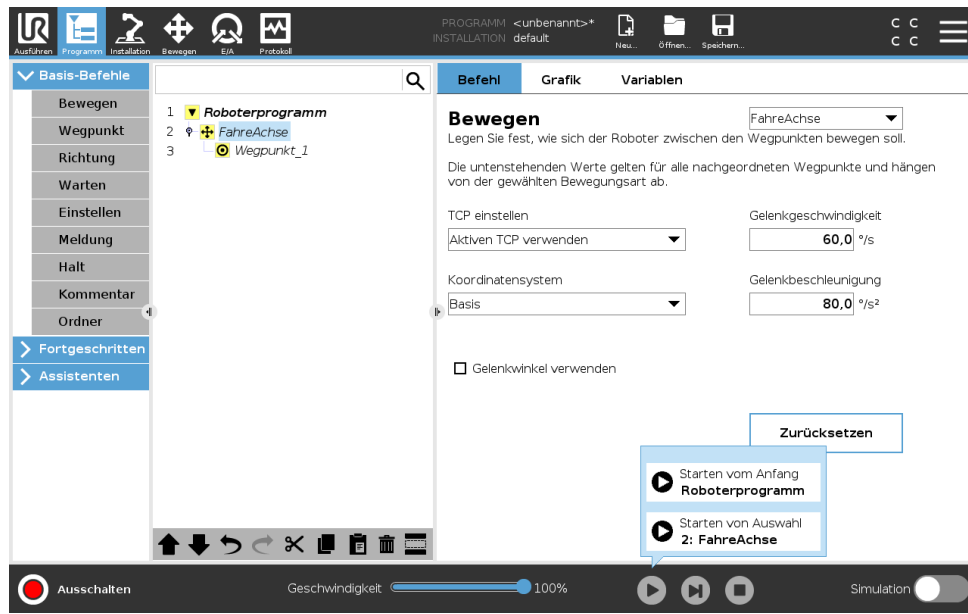 PROGRAMM <unbenannt>*
INSTALLATION default
C C
C C
Ausführen Programm Installation Bewegen E/A Protokoll Neu... Öffnen... Speichern...
Basis-Befehle
Bewegen
Wegpunkt
Richtung
Warten
Einstellen
Meldung
Halt
Kommentar
Ordner
Fortgeschritten
Assistenten
1 Roboterprogramm
2 FahreAchse
3 Wegpunkt_1
Befehl Grafik Variablen
Bewegen FahreAchse
Legen Sie fest, wie sich der Roboter zwischen den Wegpunkten bewegen soll.
Die untenstehenden Werte gelten für alle nachgeordneten Wegpunkte und hängen
von der gewählten Bewegungsart ab.
TCP einstellen Gelenkgeschwindigkeit
Aktiven TCP verwenden 60,0 °/s
Koordinatensystem Gelenkbeschleunigung
Basis 80,0 °/s²
Gelenkwinkel verwenden
Zurücksetzen
Starten vom Anfang
Roboterprogramm
Starten von Auswahl
2: FahreAchse
Ausschalten Geschwindigkeit 100% Simulation